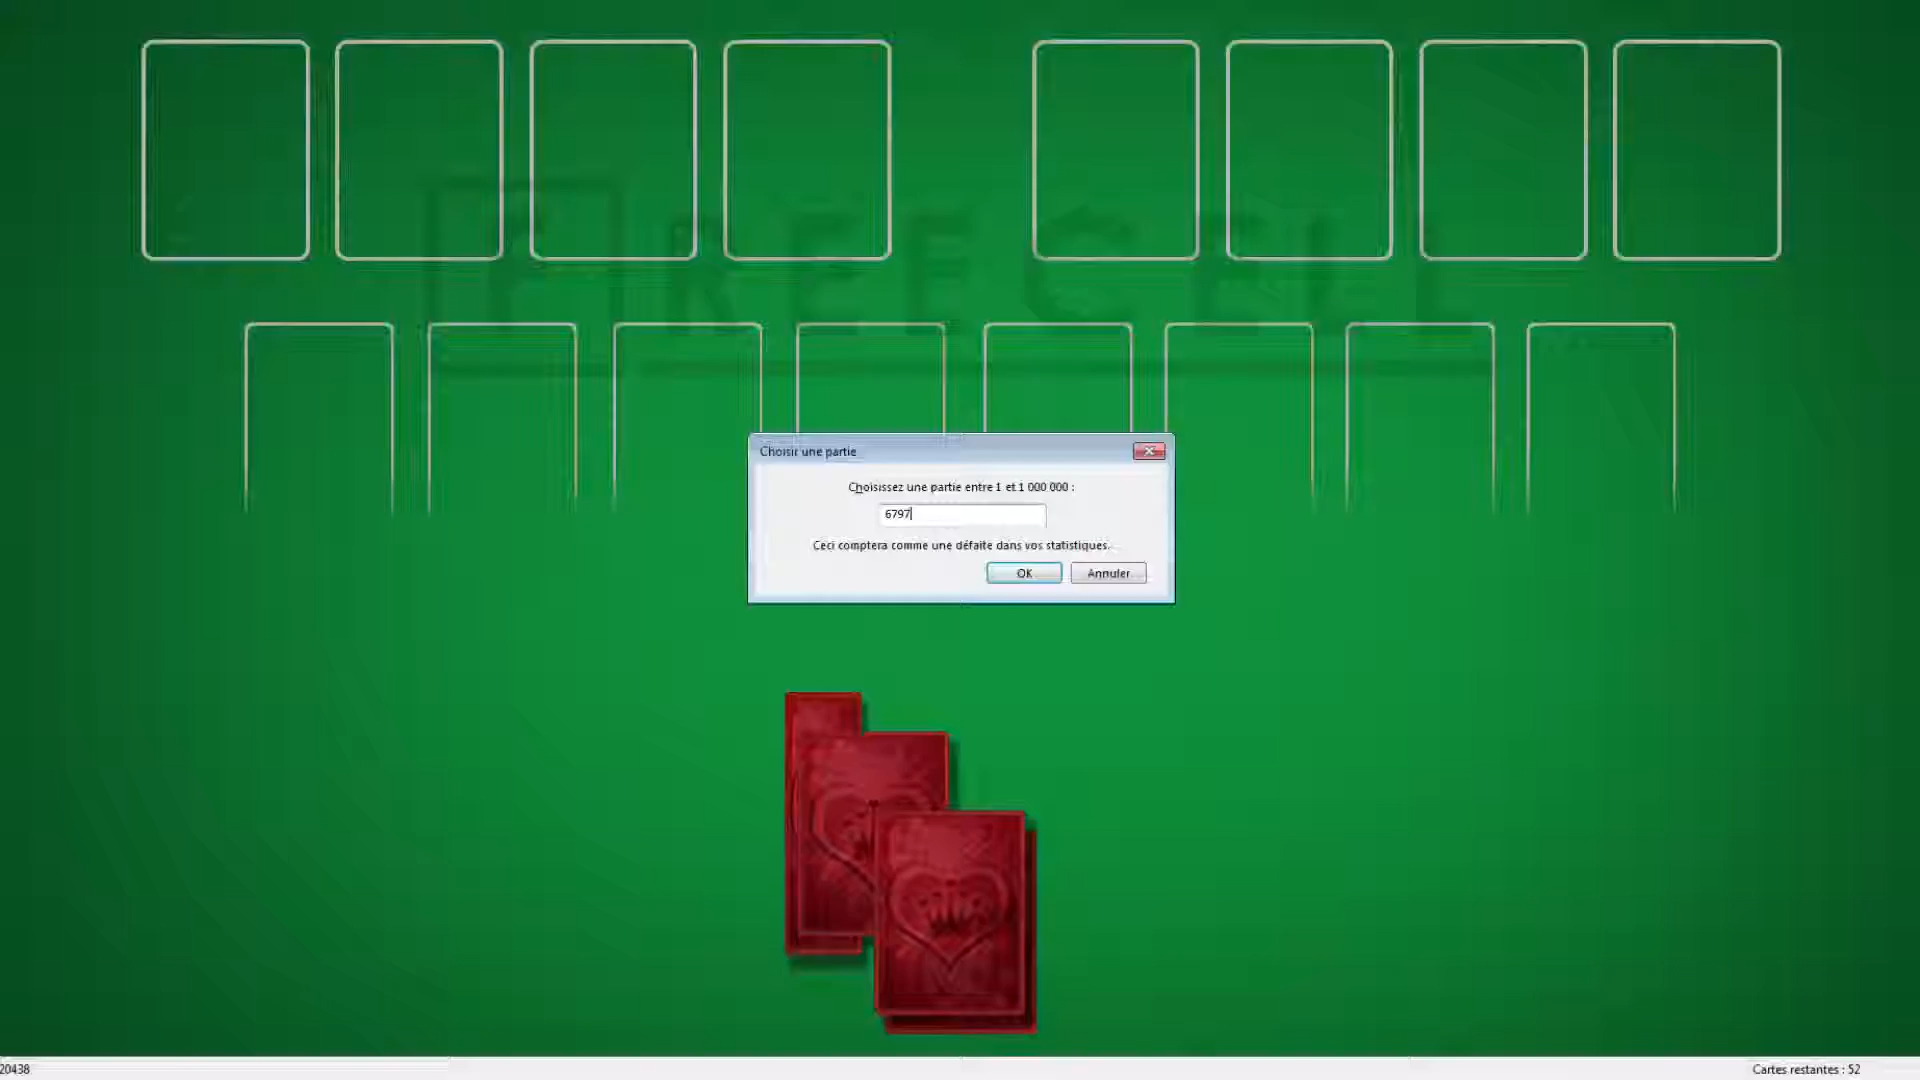 FREECELL
Choisir une partie
Choisissez une partie entre 1 et 1 000 000 :
6797
Ceci comptera comme une défaite dans vos statistiques.
OK
Annuler
20438
Cartes restantes : 52